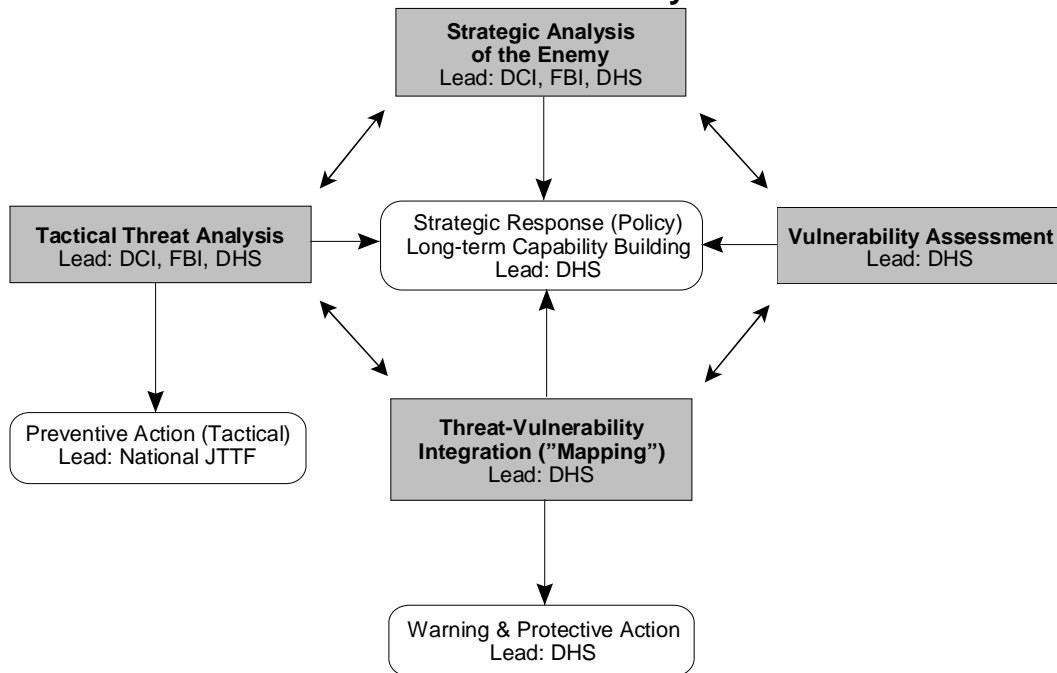 Strategic Analysis
of the Enemy
Lead: DCI, FBI, DHS
Tactical Threat Analysis
Lead: DCI, FBI, DHS
Strategic Response (Policy)
Long-term Capability Building
Lead: DHS
Vulnerability Assessment
Lead: DHS
Preventive Action (Tactical)
Lead: National JTTF
Threat-Vulnerability
Integration (”Mapping”)
Lead: DHS
Warning & Protective Action
Lead: DHS